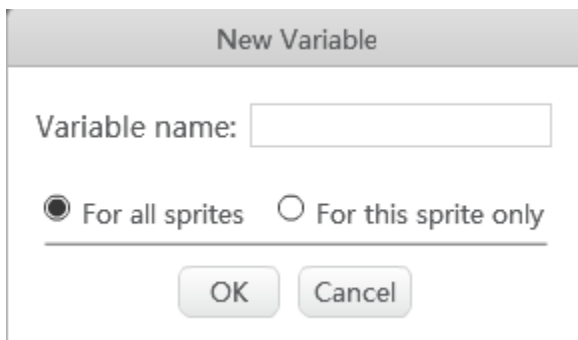 New Variable
Variable name:
For all sprites For this sprite only
OK Cancel